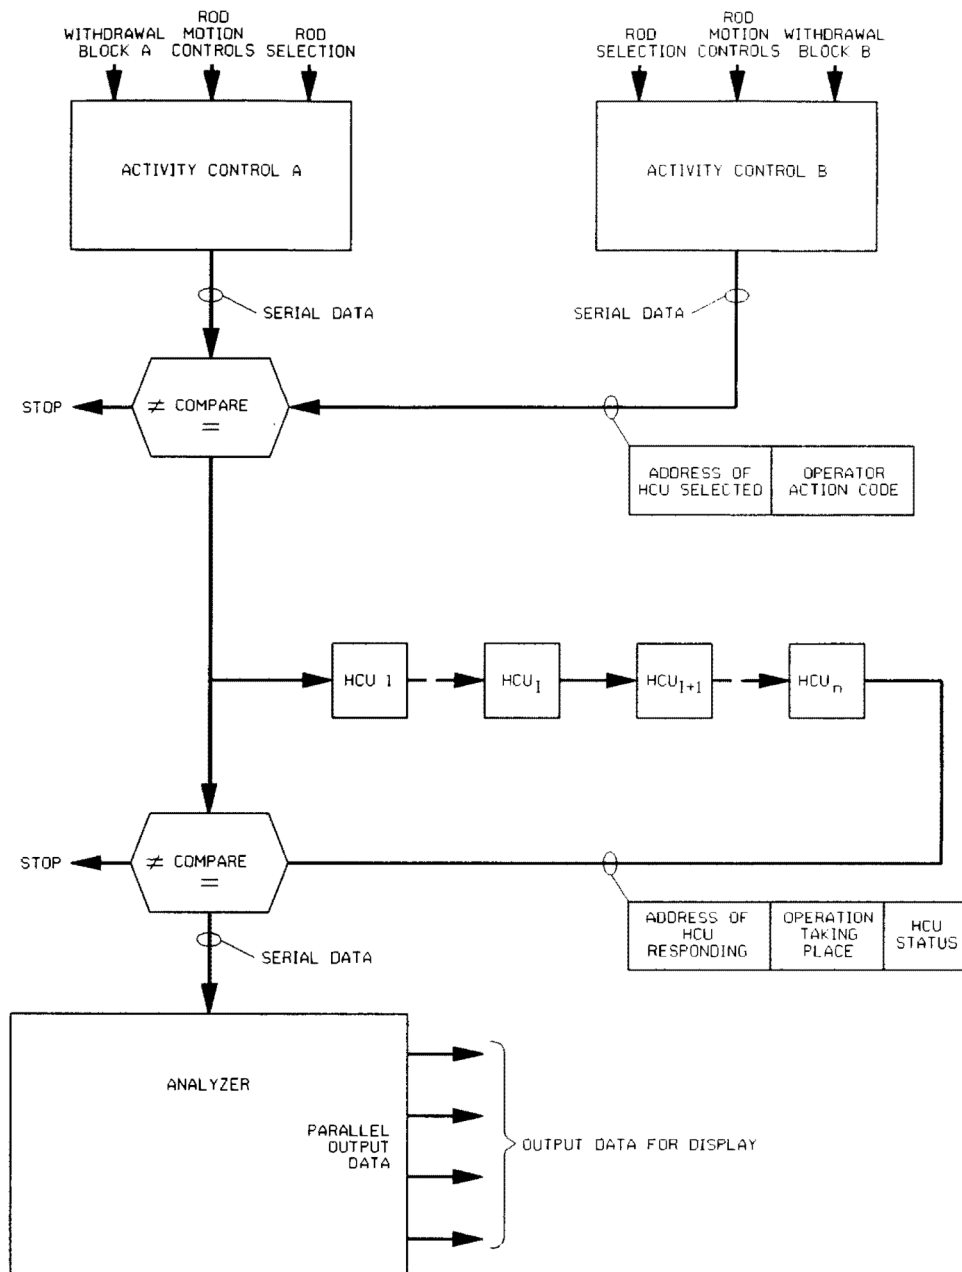 WITHDRAWAL
BLOCK A
ROD
MOTION
CONTROLS
ROD
SELECTION
ROD
SELECTION
ROD
MOTION
CONTROLS
WITHDRAWAL
BLOCK B
ACTIVITY CONTROL A
ACTIVITY CONTROL B
SERIAL DATA
SERIAL DATA
STOP
≠ COMPARE
=
ADDRESS OF
HCU SELECTED
OPERATOR
ACTION CODE
HCU 1
HCU_I
HCU_I+1
HCU_n
STOP
≠ COMPARE
=
ADDRESS OF
HCU
RESPONDING
OPERATION
TAKING
PLACE
HCU
STATUS
SERIAL DATA
ANALYZER
PARALLEL
OUTPUT
DATA
OUTPUT DATA FOR DISPLAY